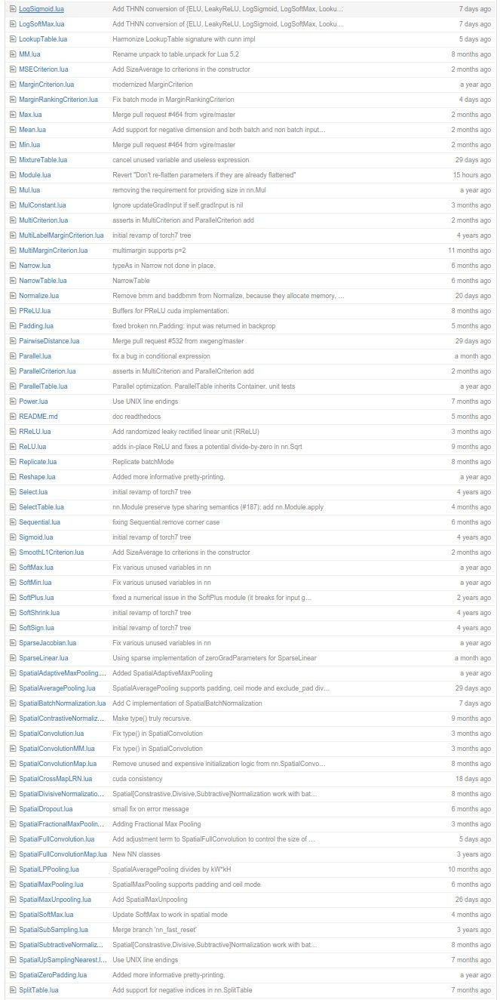 LogSigmoid.lua Add THNN conversion of {ELU, LeakyReLU, LogSigmoid, LogSoftMax, Looku… 7 days ago
LogSoftMax.lua Add THNN conversion of {ELU, LeakyReLU, LogSigmoid, LogSoftMax, Looku… 7 days ago
LookupTable.lua Harmonize LookupTable signature with cunn impl 5 days ago
MM.lua Rename unpack to table.unpack for Lua 5.2 8 months ago
MSECriterion.lua Add SizeAverage to criterions in the constructor 2 months ago
MarginCriterion.lua modernized MarginCriterion a year ago
MarginRankingCriterion.lua Fix batch mode in MarginRankingCriterion 4 days ago
Max.lua Merge pull request #464 from vgire/master 2 months ago
Mean.lua Add support for negative dimension and both batch and non batch input… 2 months ago
Min.lua Merge pull request #464 from vgire/master 2 months ago
MixtureTable.lua cancel unused variable and useless expression 29 days ago
Module.lua Revert "Don't re-flatten parameters if they are already flattened" 15 hours ago
Mul.lua removing the requirement for providing size in nn.Mul a year ago
MulConstant.lua Ignore updateGradInput if self.gradInput is nil 3 months ago
MultiCriterion.lua asserts in MultiCriterion and ParallelCriterion add 2 months ago
MultiLabelMarginCriterion.lua initial revamp of torch7 tree 4 years ago
MultiMarginCriterion.lua multimargin supports p=2 11 months ago
Narrow.lua typeAs in Narrow not done in place. 6 months ago
NarrowTable.lua NarrowTable 6 months ago
Normalize.lua Remove bmm and baddbmm from Normalize, because they allocate memory, … 20 days ago
PReLU.lua Buffers for PReLU cuda implementation. 8 months ago
Padding.lua fixed broken nn.Padding: input was returned in backprop 5 months ago
PairwiseDistance.lua Merge pull request #532 from xwgeng/master 29 days ago
Parallel.lua fix a bug in conditional expression a month ago
ParallelCriterion.lua asserts in MultiCriterion and ParallelCriterion add 2 months ago
ParallelTable.lua Parallel optimization. ParallelTable inherits Container, unit tests a year ago
Power.lua Use UNIX line endings 7 months ago
README.md doc readthedocs 5 months ago
RReLU.lua Add randomized leaky rectified linear unit (RReLU) 3 months ago
ReLU.lua adds in-place ReLU and fixes a potential divide-by-zero in nn.Sqrt 9 months ago
Replicate.lua Replicate batchMode 8 months ago
Reshape.lua Added more informative pretty-printing. a year ago
Select.lua initial revamp of torch7 tree 4 years ago
SelectTable.lua nn.Module preserve type sharing semantics (#187); add nn.Module.apply 4 months ago
Sequential.lua fixing Sequential.remove corner case 6 months ago
Sigmoid.lua initial revamp of torch7 tree 4 years ago
SmoothL1Criterion.lua Add SizeAverage to criterions in the constructor 2 months ago
SoftMax.lua Fix various unused variables in nn a year ago
SoftMin.lua Fix various unused variables in nn a year ago
SoftPlus.lua fixed a numerical issue in the SoftPlus module (it breaks for input g… 2 years ago
SoftShrink.lua initial revamp of torch7 tree 4 years ago
SoftSign.lua initial revamp of torch7 tree 4 years ago
SparseJacobian.lua Fix various unused variables in nn a year ago
SparseLinear.lua Using sparse implementation of zeroGradParameters for SparseLinear a month ago
SpatialAdaptiveMaxPooling.… Added SpatialAdaptiveMaxPooling a year ago
SpatialAveragePooling.lua SpatialAveragePooling supports padding, ceil mode and exclude_pad div… 29 days ago
SpatialBatchNormalization.lua Add C implementation of SpatialBatchNormalization 7 days ago
SpatialContrastiveNormaliz… Make type() truly recursive. 9 months ago
SpatialConvolution.lua Fix type() in SpatialConvolution 3 months ago
SpatialConvolutionMM.lua Fix type() in SpatialConvolution 3 months ago
SpatialConvolutionMap.lua Remove unused and expensive initialization logic from nn.SpatialConvo… 8 months ago
SpatialCrossMapLRN.lua cuda consistency 18 days ago
SpatialDivisiveNormalizatio… Spatial[Constrastive,Divisive,Subtractive]Normalization work with bat… 8 months ago
SpatialDropout.lua small fix on error message 6 months ago
SpatialFractionalMaxPoolin… Adding Fractional Max Pooling 3 months ago
SpatialFullConvolution.lua Add adjustment term to SpatialFullConvolution to control the size of … 5 days ago
SpatialFullConvolutionMap.lua New NN classes 3 years ago
SpatialLPPooling.lua SpatialAveragePooling divides by kW*kH 10 months ago
SpatialMaxPooling.lua SpatialMaxPooling supports padding and ceil mode 6 months ago
SpatialMaxUnpooling.lua Add SpatialMaxUnpooling 26 days ago
SpatialSoftMax.lua Update SoftMax to work in spatial mode 4 months ago
SpatialSubSampling.lua Merge branch 'nn_fast_reset' 3 years ago
SpatialSubtractiveNormaliz… Spatial[Constrastive,Divisive,Subtractive]Normalization work with bat… 8 months ago
SpatialUpSamplingNearest.l… Use UNIX line endings 7 months ago
SpatialZeroPadding.lua Added more informative pretty-printing. a year ago
SplitTable.lua Add support for negative indices in nn.SplitTable 7 months ago